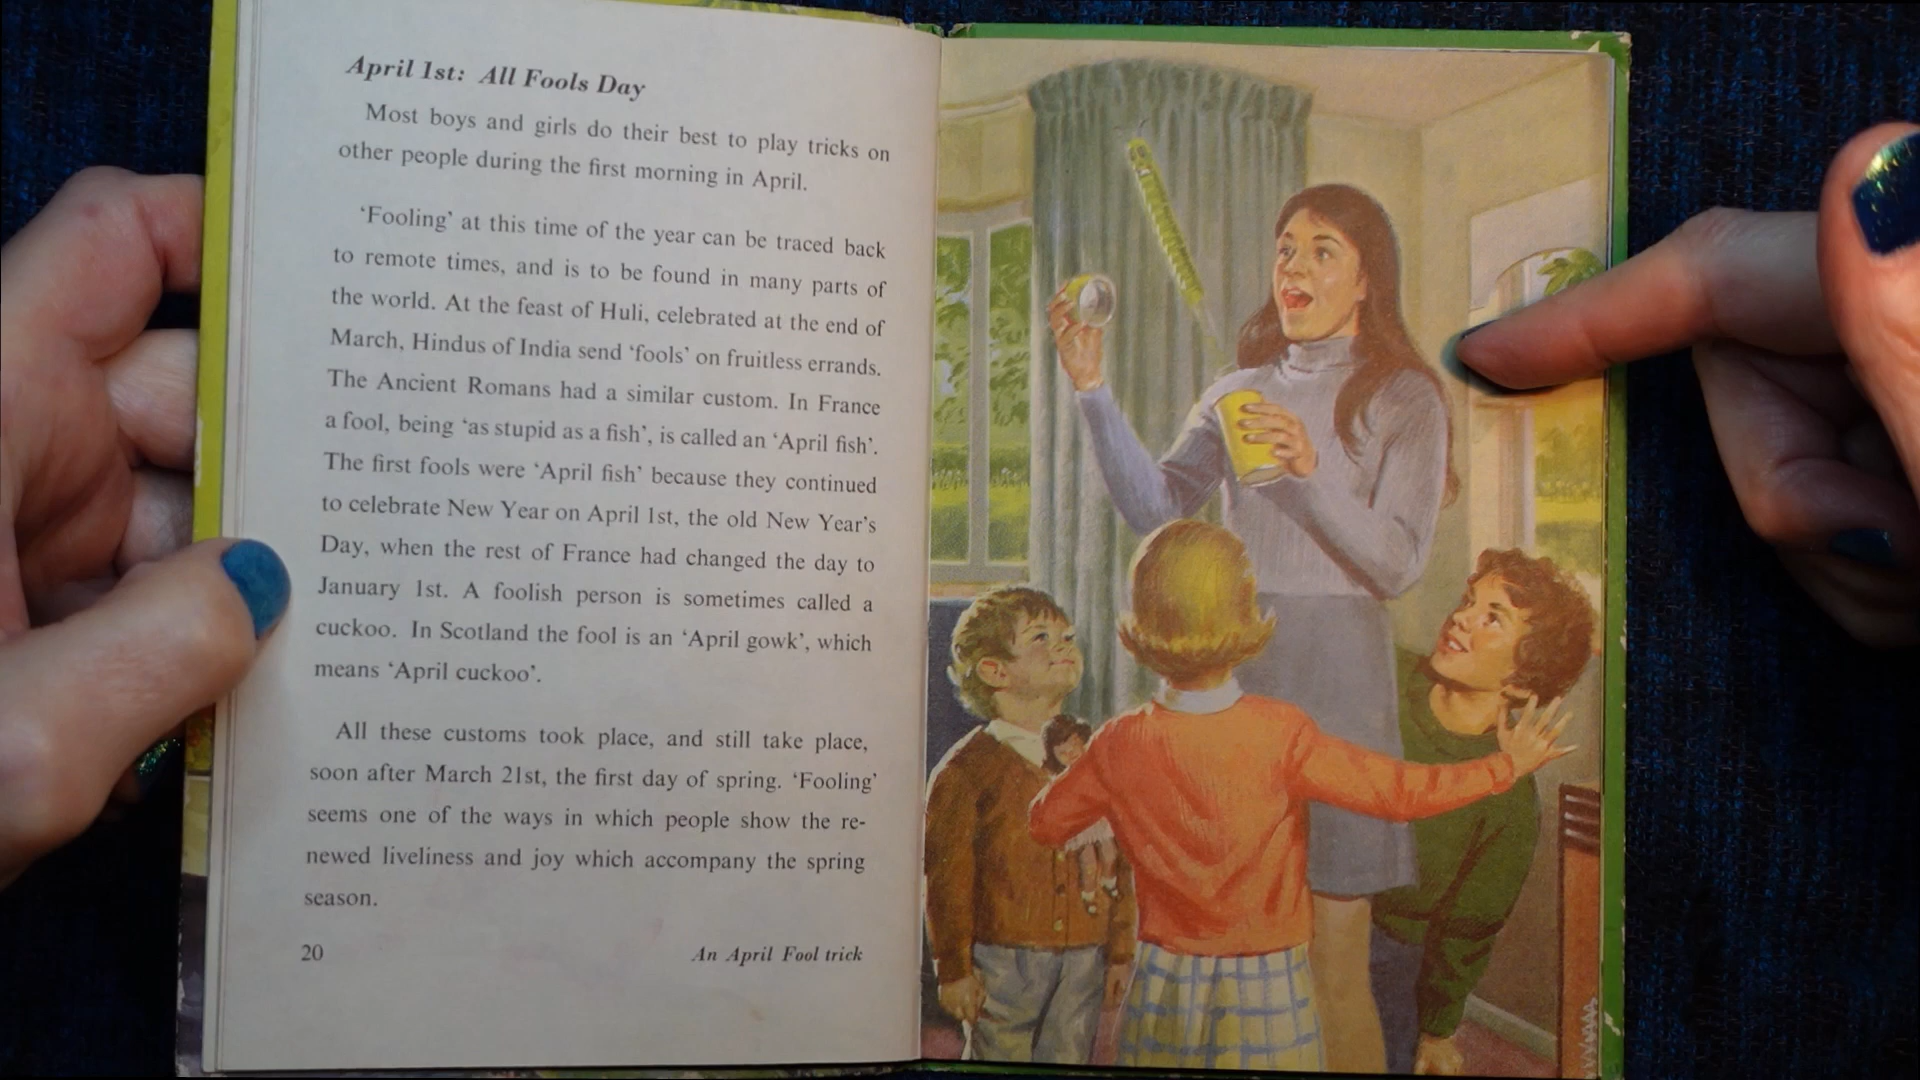 April 1st: All Fools Day
Most boys and girls do their best to play tricks on
other people during the first morning in April.
‘Fooling’ at this time of the year can be traced back
to remote times, and is to be found in many parts of
the world. At the feast of Huli, celebrated at the end of
March, Hindus of India send ‘fools’ on fruitless errands.
The Ancient Romans had a similar custom. In France
a fool, being ‘as stupid as a fish’, is called an ‘April fish’.
The first fools were ‘April fish’ because they continued
to celebrate New Year on April 1st, the old New Year’s
Day, when the rest of France had changed the day to
January 1st. A foolish person is sometimes called a
cuckoo. In Scotland the fool is an ‘April gowk’, which
means ‘April cuckoo’.
All these customs took place, and still take place,
soon after March 21st, the first day of spring. ‘Fooling’
seems one of the ways in which people show the re-
newed liveliness and joy which accompany the spring
season.
20
An April Fool trick